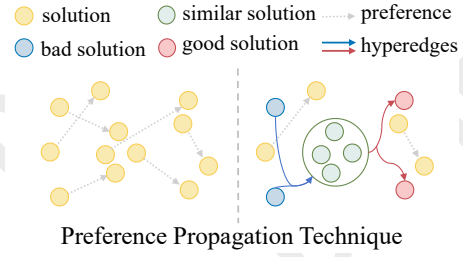 solution
similar solution
preference
bad solution
good solution
hyperedges
Preference Propagation Technique